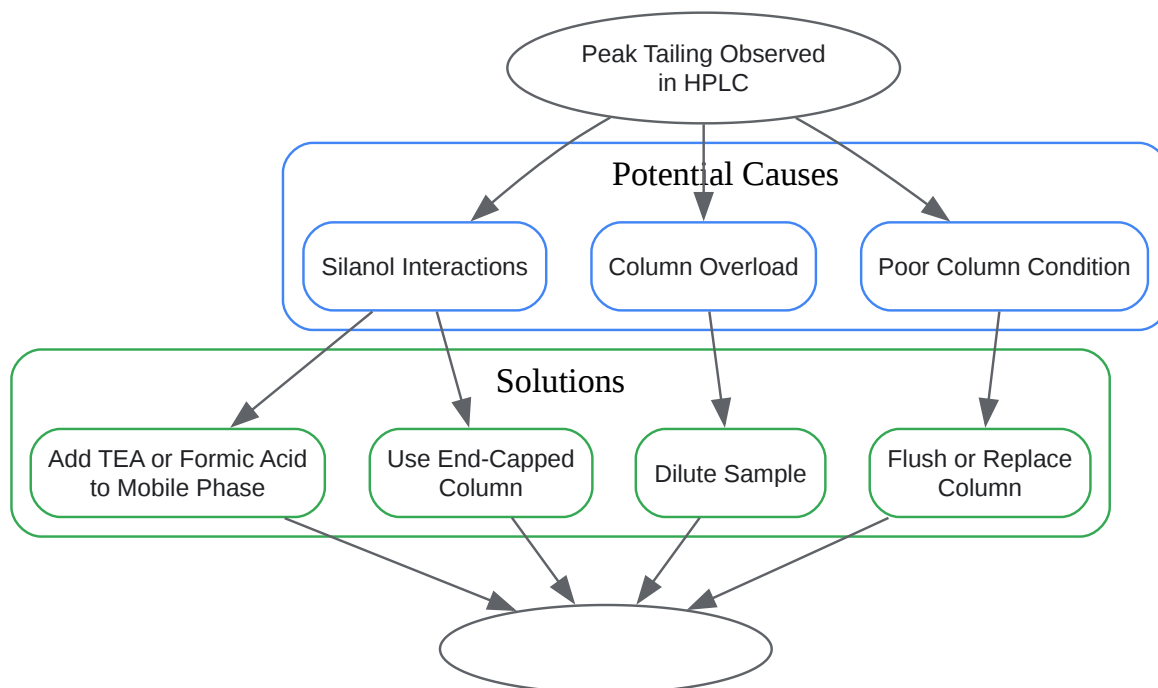 Peak Tailing Observed
in HPLC
Potential Causes
Silanol Interactions
Column Overload
Poor Column Condition
Solutions
Add TEA or Formic Acid
to Mobile Phase
Use End-Capped
Column
Dilute Sample
Flush or Replace
Column